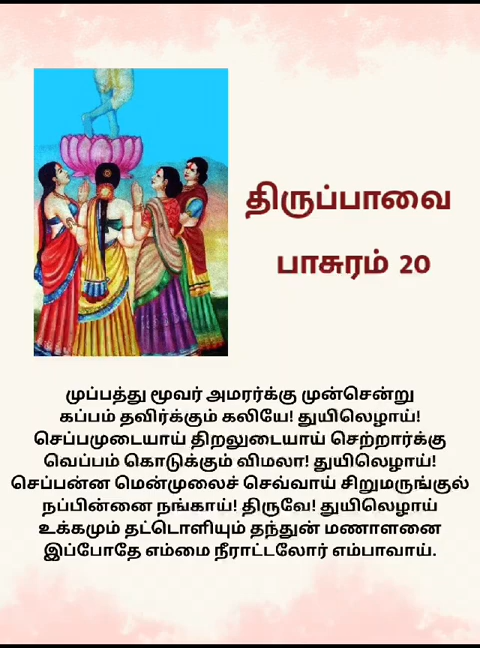 திருப்பாவை
பாசுரம் 20
முப்பத்து மூவர் அமரர்க்கு முன்சென்று
கப்பம் தவிர்க்கும் கலியே! துயிலெழாய்!
செப்பமுடையாய் திறலுடையாய் செற்றார்க்கு
வெப்பம் கொடுக்கும் விமலா! துயிலெழாய்!
செப்பன்ன மென்முலைச் செவ்வாய் சிறுமருங்குல்
நப்பின்னை நங்காய்! திருவே! துயிலெழாய்
உக்கமும் தட்டொளியும் தந்துன் மணாளனை
இப்போதே எம்மை நீராட்டலோர் எம்பாவாய்.